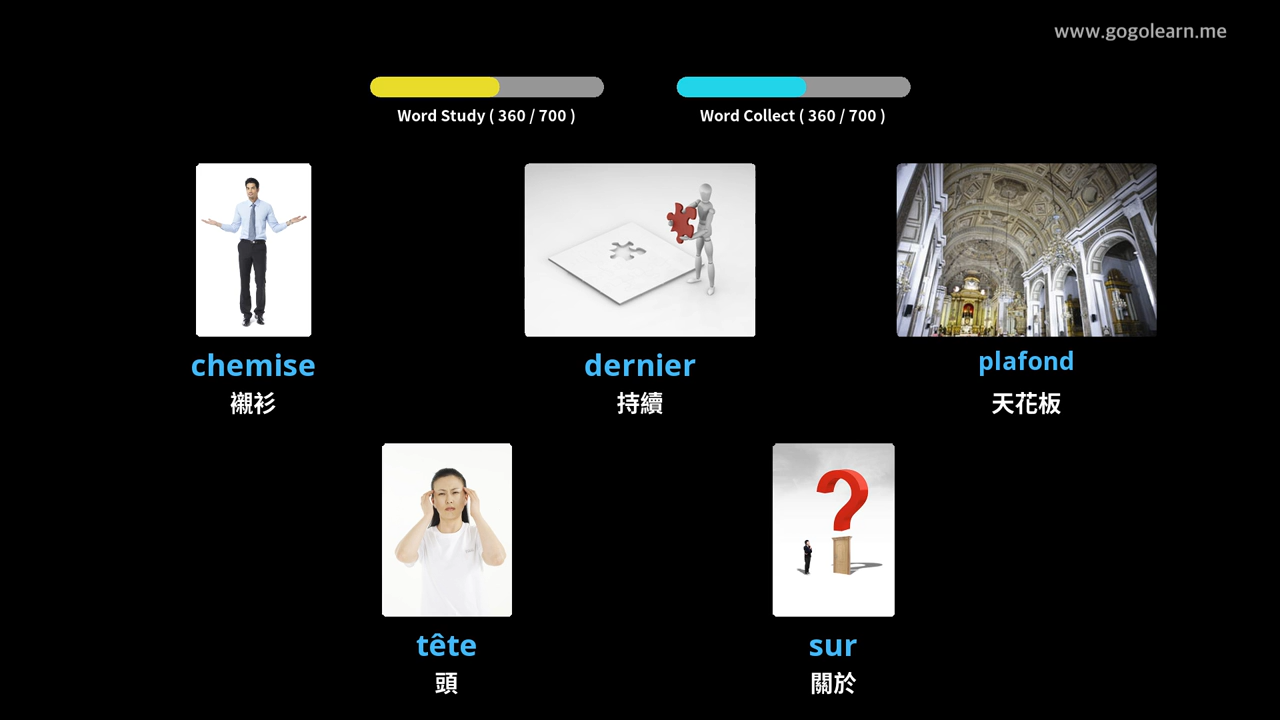 www.gogolearn.me
Word Study ( 360 / 700 )
Word Collect ( 360 / 700 )
chemise
襯衫
dernier
持續
plafond
天花板
tête
頭
sur
關於